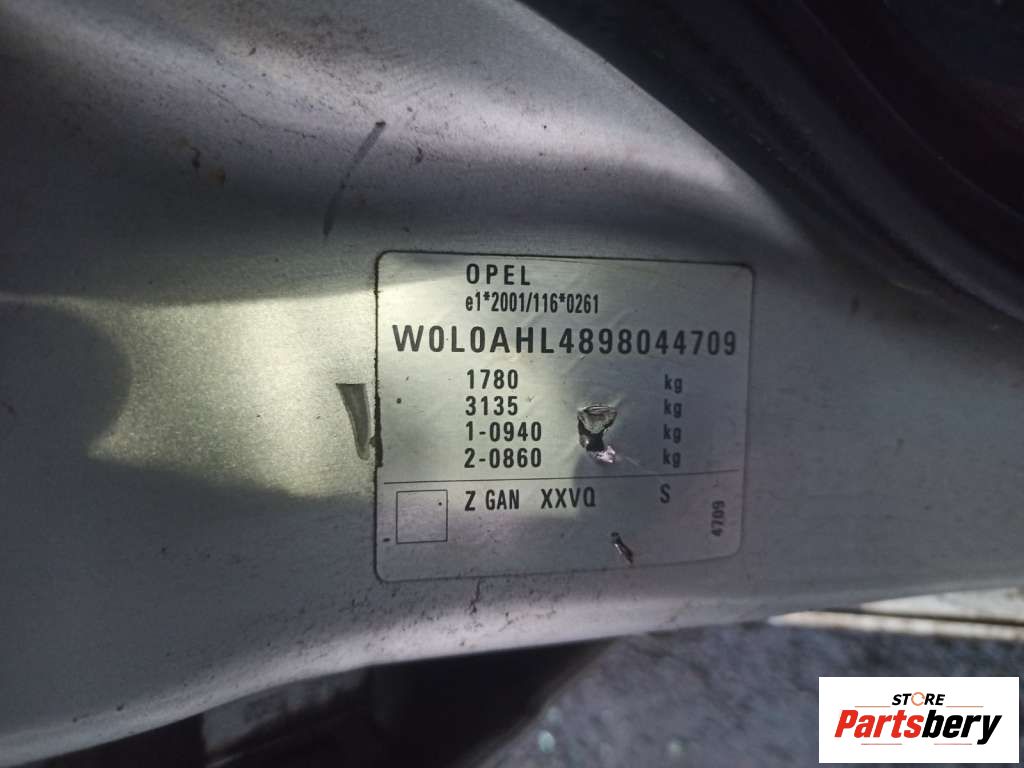 OPEL
e1*2001/116*0261
W0L0AHL4898044709
1780 kg
3135 kg
1-0940 kg
2-0860 kg
Z GAN XXVQ S
4709
STORE
Partsbery